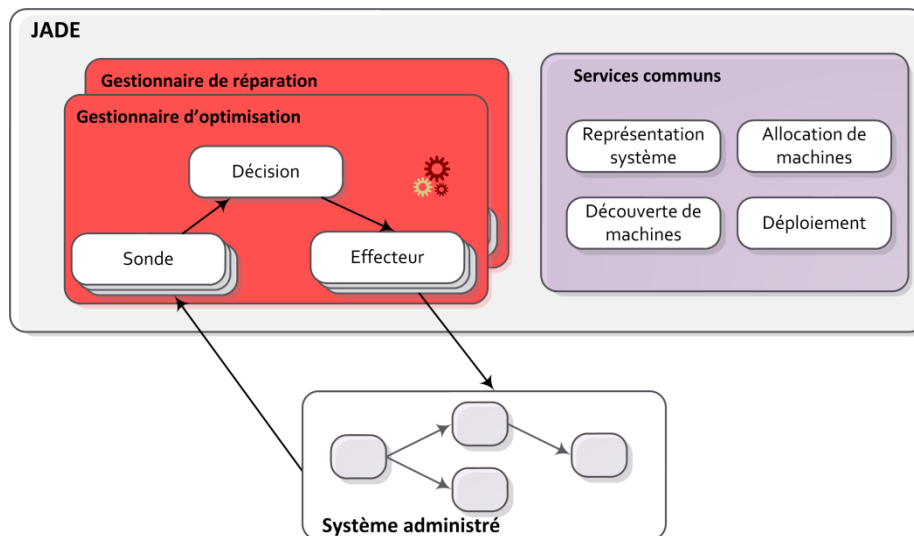 JADE
Gestionnaire de réparation
Gestionnaire d'optimisation
Décision
Sonde
Effecteur
Services communs
Représentation
système
Allocation de
machines
Découverte de
machines
Déploiement
Système administré